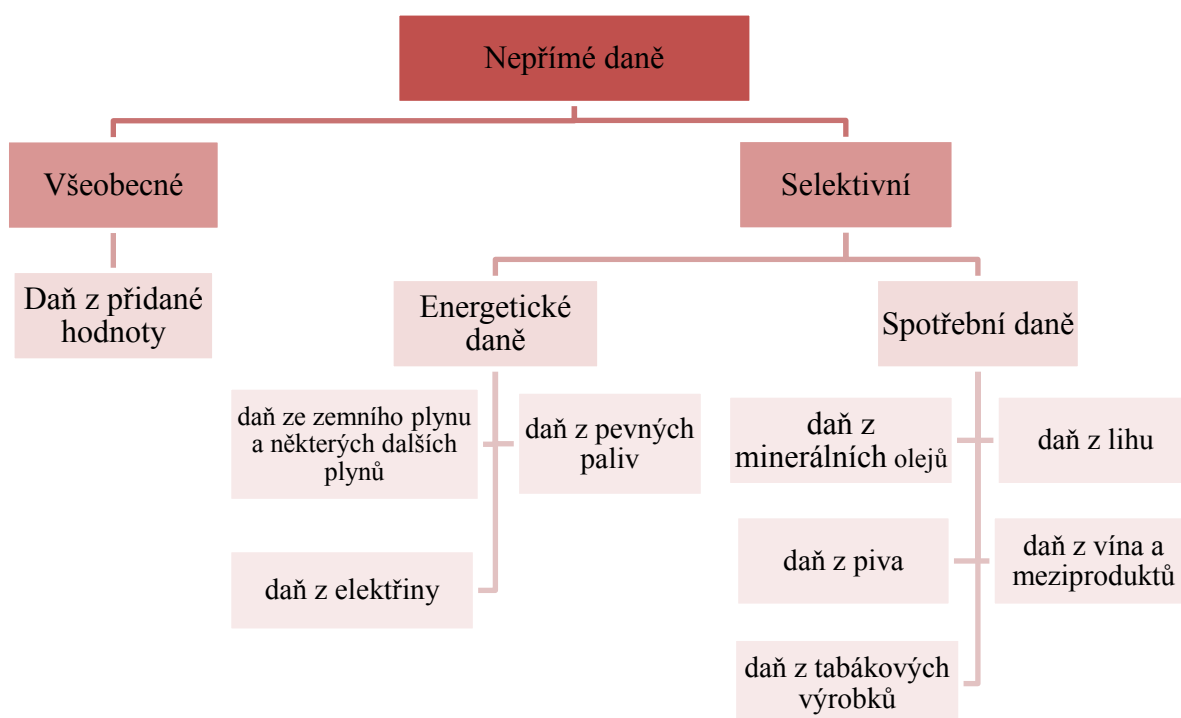 Nepřímé daně
Všeobecné
Selektivní
Daň z přidané
hodnoty
Energetické
daně
Spotřební daně
daň ze zemního plynu
a některých dalších
plynů
daň z pevných
paliv
daň z elektřiny
daň z
minerálních olejů
daň z lihu
daň z piva
daň z vína a
meziproduktů
daň z tabákových
výrobků